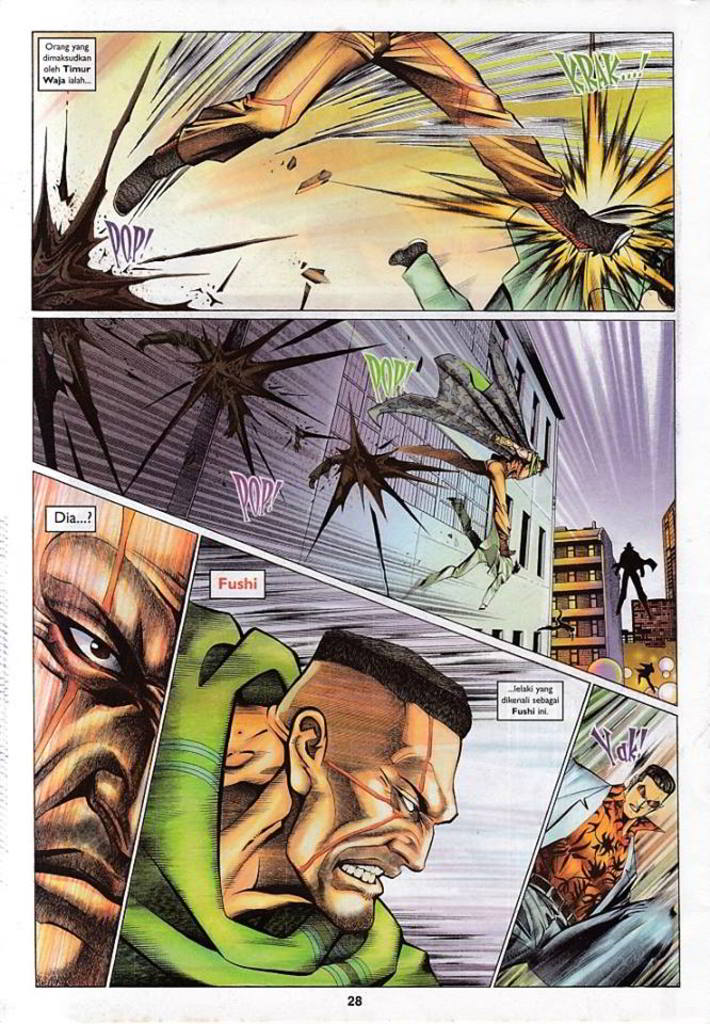 Orang yang
dimaksudkan
oleh Timur
Waja ialah...
KRAK...!
POP!
POP!
POP!
Dia...?
Fushi
...lelaki yang
dikenali sebagai
Fushi ini.
Yak!
28